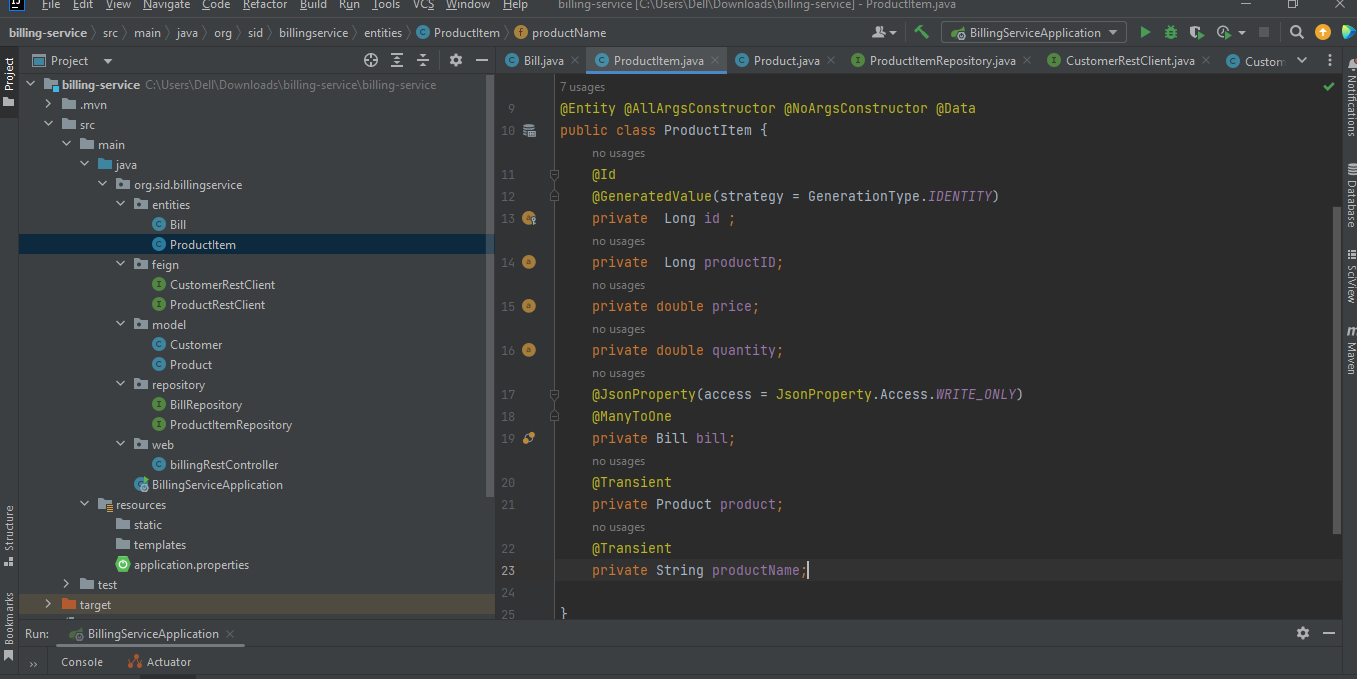 File Edit View Navigate Code Refactor Build Run Tools VCS Window Help billing-service [C:\Users\Dell\Downloads\billing-service] - ProductItem.java
billing-service src main java org sid billingservice entities ProductItem productName BillingServiceApplication
Project
Project
billing-service C:\Users\Dell\Downloads\billing-service\billing-service
.mvn
src
main
java
org.sid.billingservice
entities
Bill
ProductItem
feign
CustomerRestClient
ProductRestClient
model
Customer
Product
repository
BillRepository
ProductItemRepository
web
billingRestController
BillingServiceApplication
resources
static
templates
application.properties
test
target
Structure
Bookmarks
Bill.java ProductItem.java Product.java ProductItemRepository.java CustomerRestClient.java Custom
7 usages
9 @Entity @AllArgsConstructor @NoArgsConstructor @Data
10 public class ProductItem {
no usages
11 @Id
12 @GeneratedValue(strategy = GenerationType.IDENTITY)
13 private  Long id ;
no usages
14 private  Long productID;
no usages
15 private double price;
no usages
16 private double quantity;
no usages
17 @JsonProperty(access = JsonProperty.Access.WRITE_ONLY)
18 @ManyToOne
19 private Bill bill;
no usages
20 @Transient
21 private Product product;
no usages
22 @Transient
23 private String productName;
24
25 }
Notifications
Database
SciView
Maven
Run: BillingServiceApplication
Console Actuator